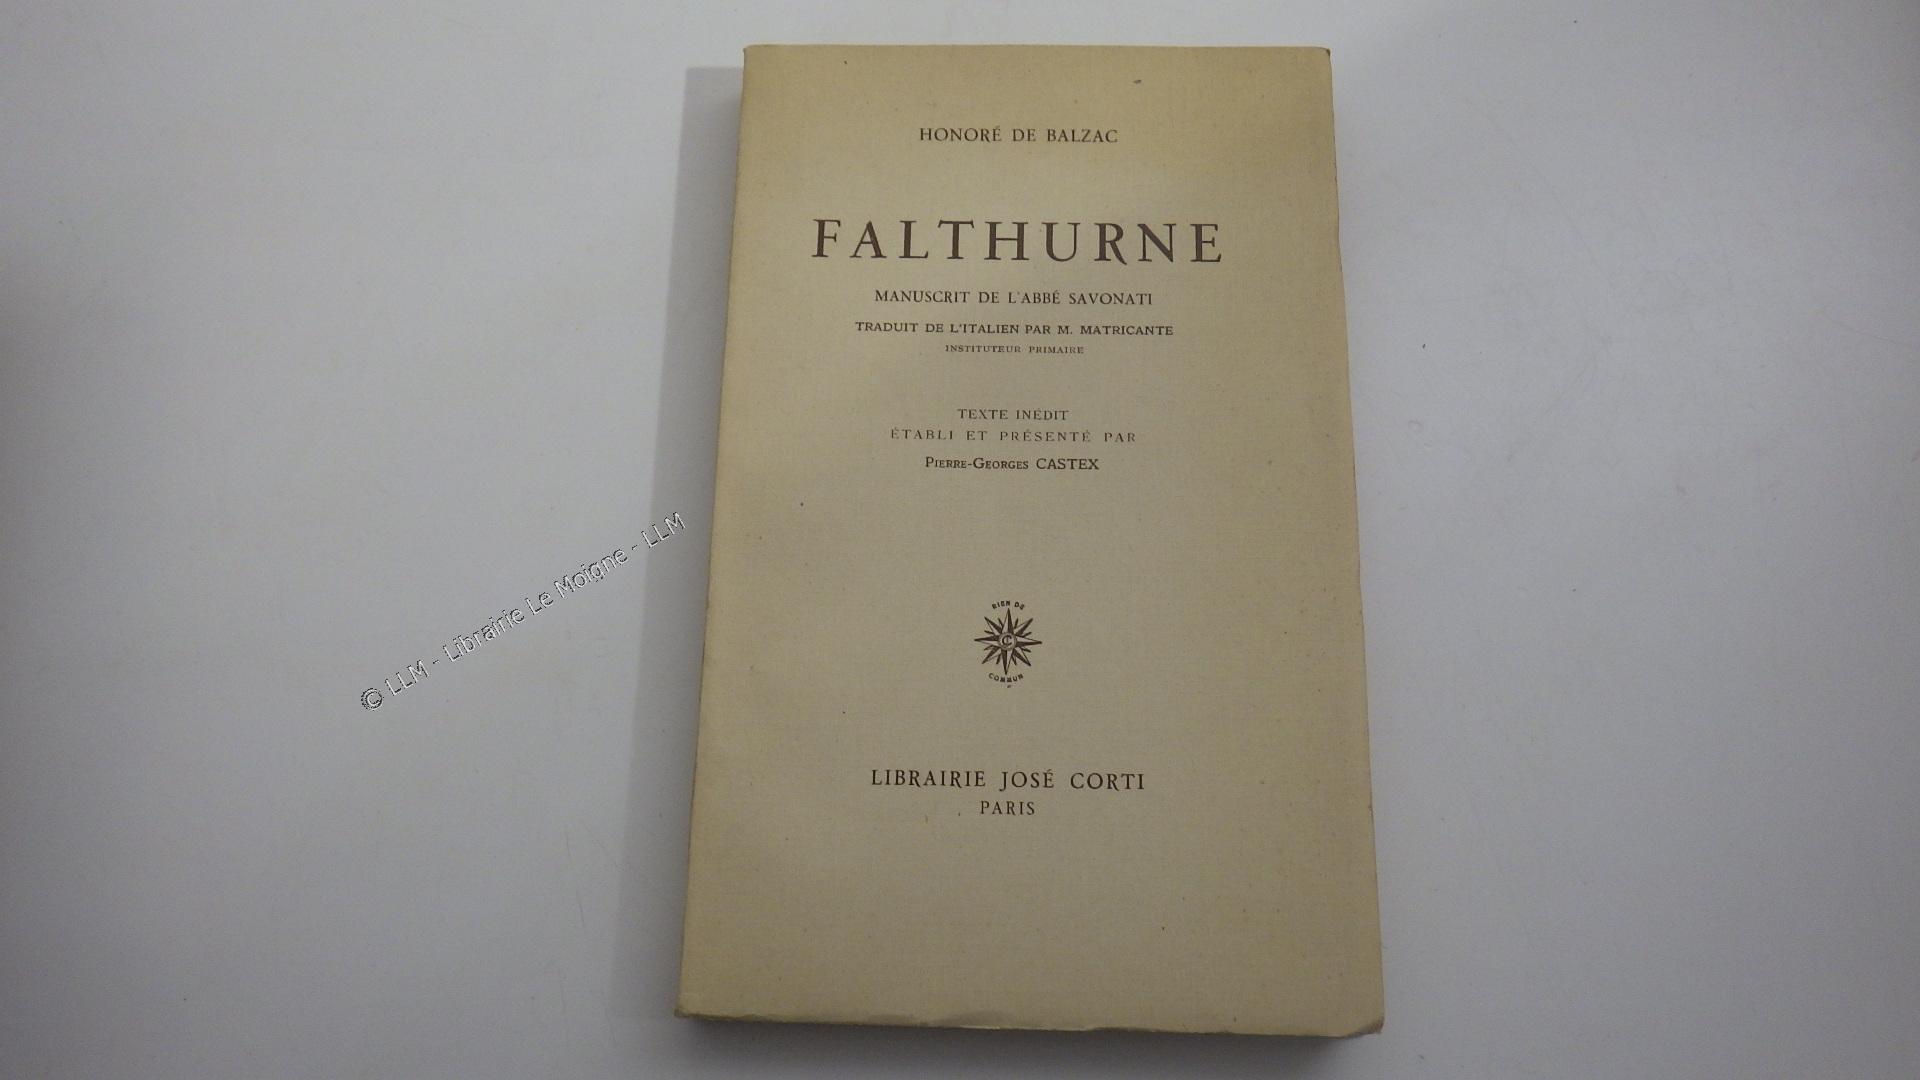 HONORÉ DE BALZAC
FALTHURNE
MANUSCRIT DE L'ABBÉ SAVONATI
TRADUIT DE L'ITALIEN PAR M. MATRICANTE
INSTITUTEUR PRIMAIRE
TEXTE INÉDIT
ÉTABLI ET PRÉSENTÉ PAR
PIERRE-GEORGES CASTEX
RIEN DE
COMMUN
LIBRAIRIE JOSÉ CORTI
PARIS
© LLM - Librairie Le Moigne - LLM